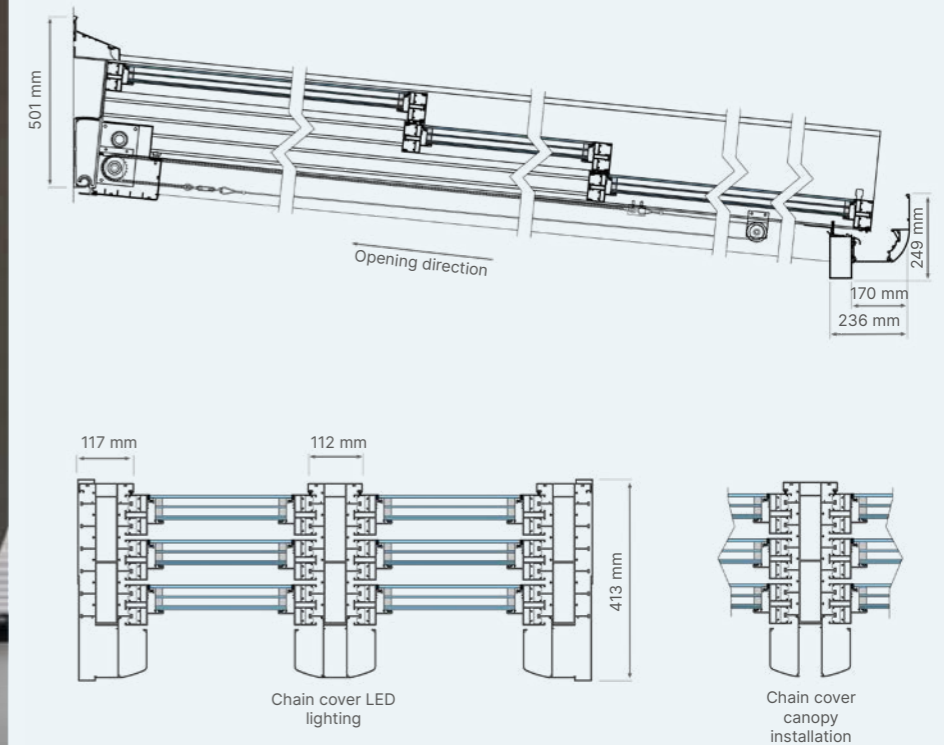 501 mm
Opening direction
249 mm
170 mm
236 mm
117 mm
112 mm
413 mm
Chain cover LED
lighting
Chain cover
canopy
installation